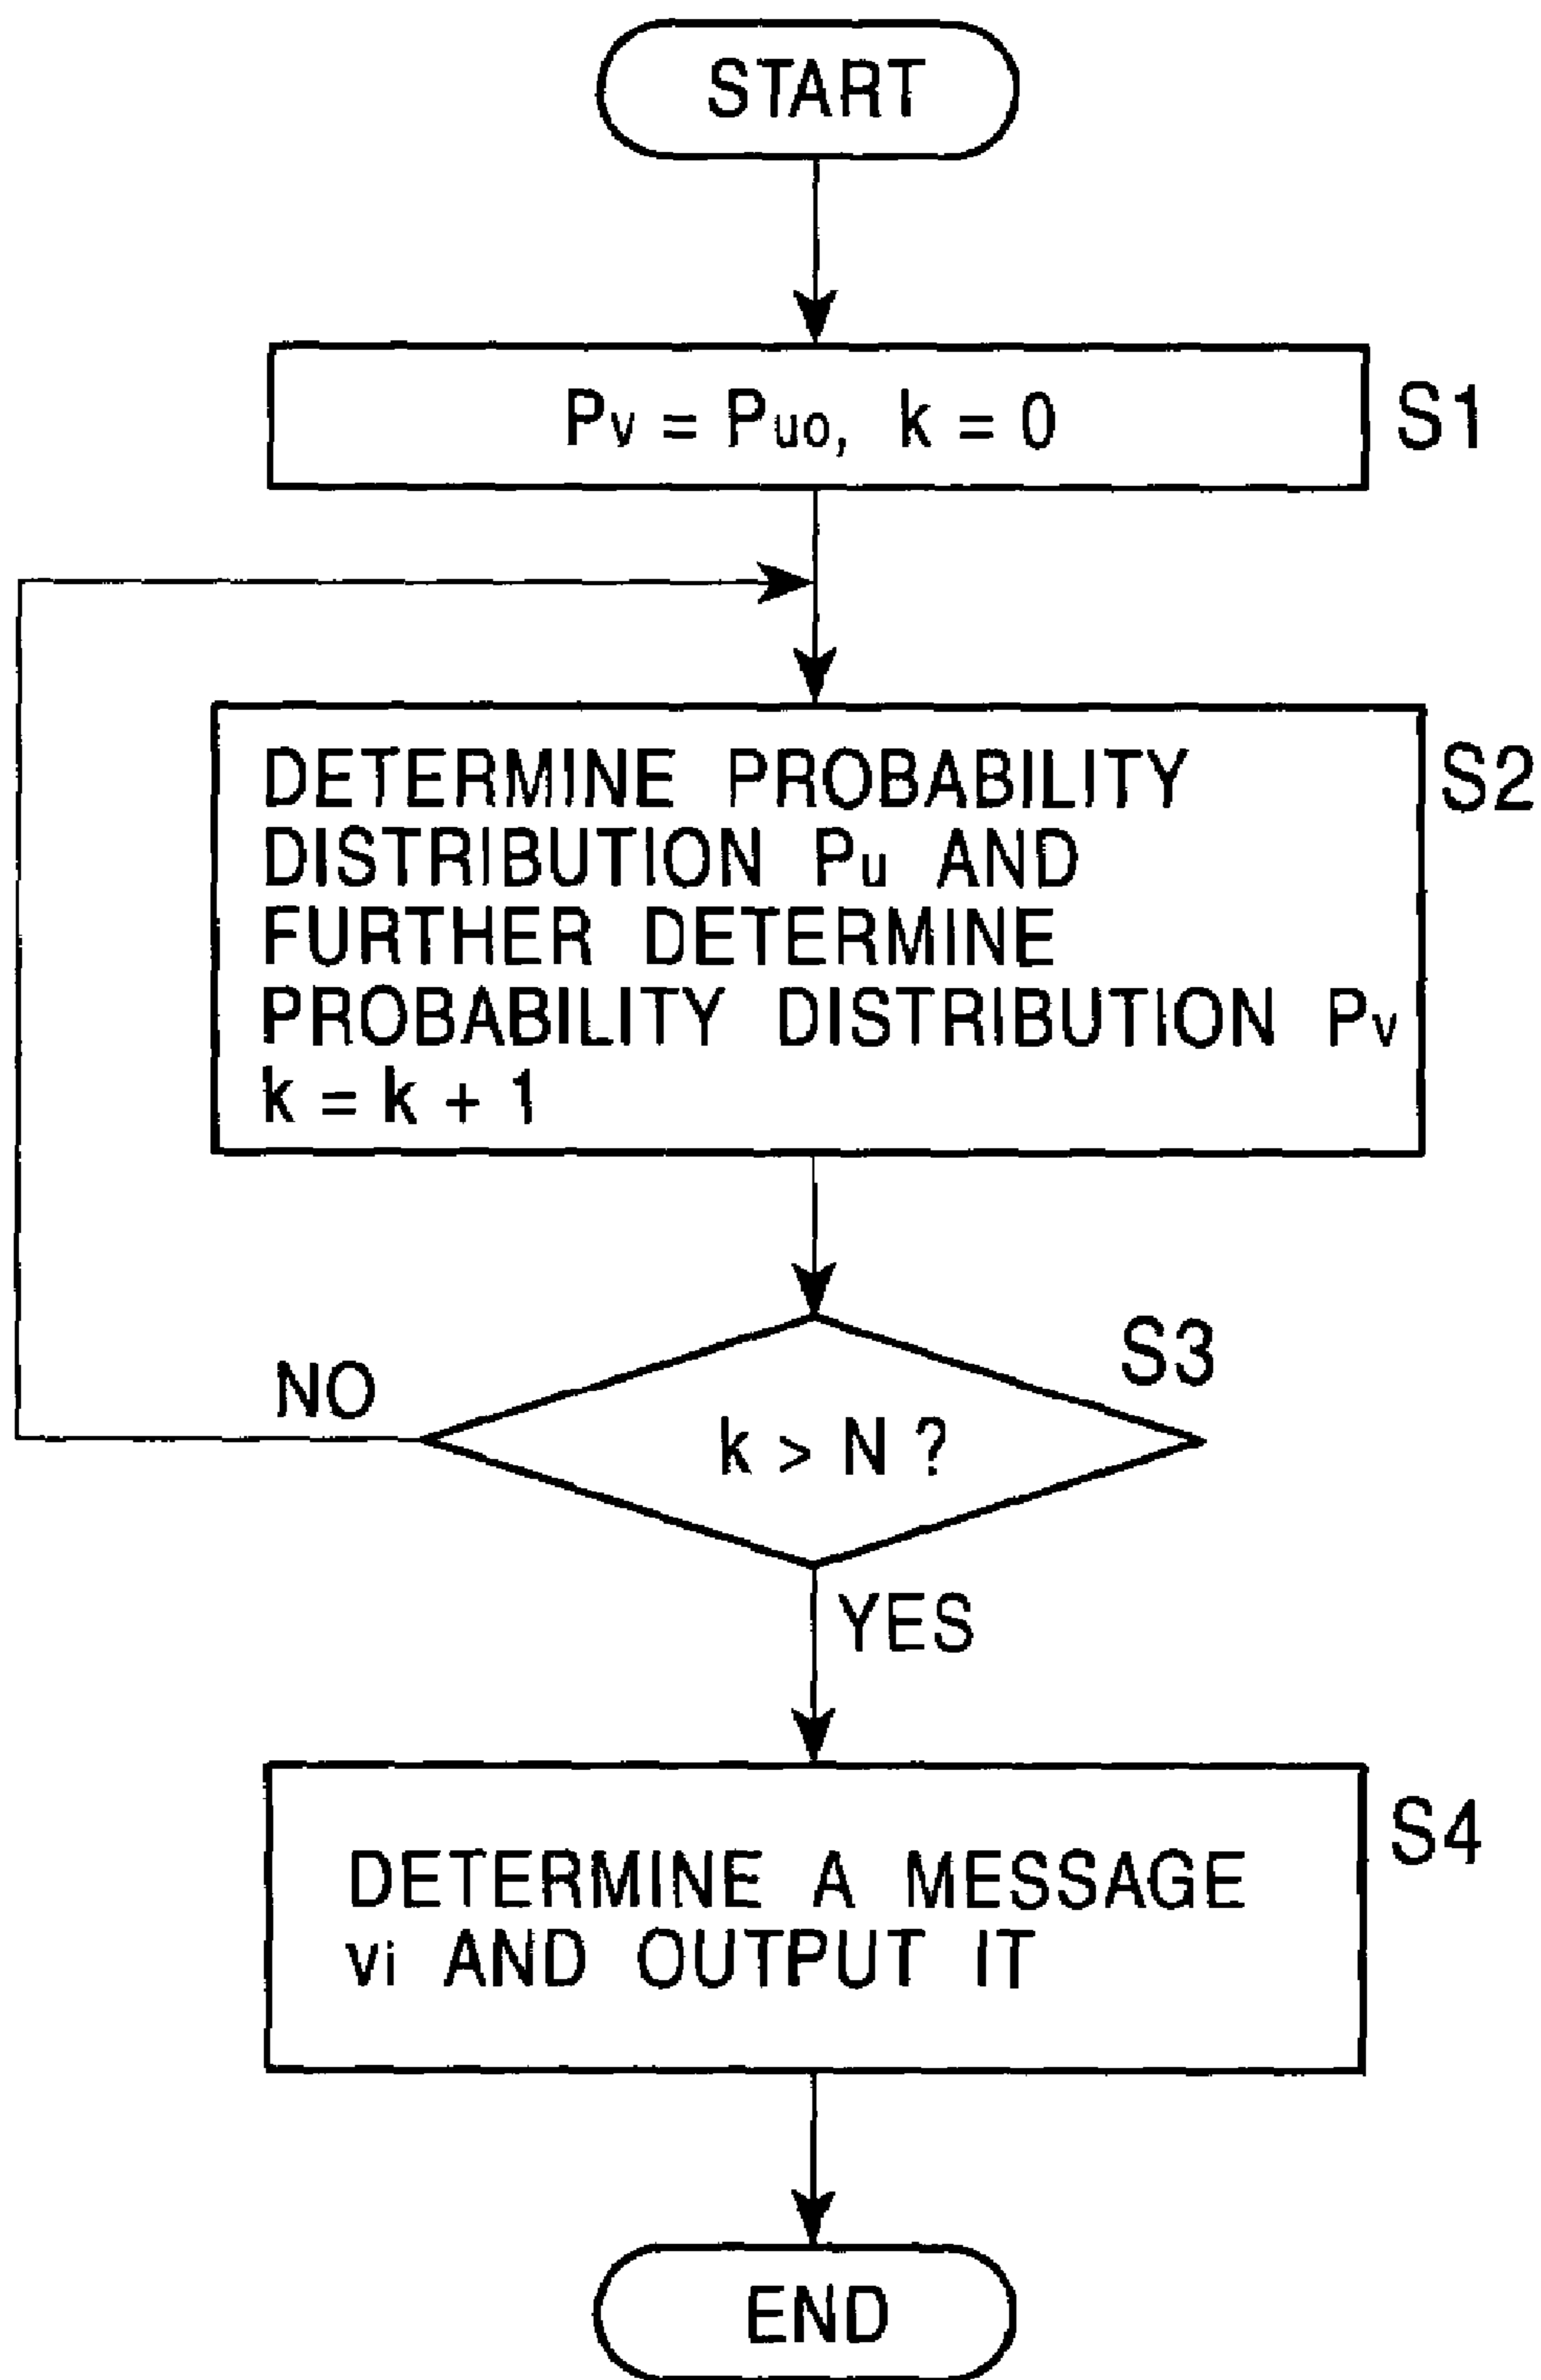 START
Pv = Puo, k = 0
S1
DETERMINE PROBABILITY
S2
DISTRIBUTION Pu AND
FURTHER DETERMINE
PROBABILITY DISTRIBUTION Pv
k = k + 1
S3
NO
k > N ?
YES
S4
DETERMINE A MESSAGE
vi AND OUTPUT IT
END